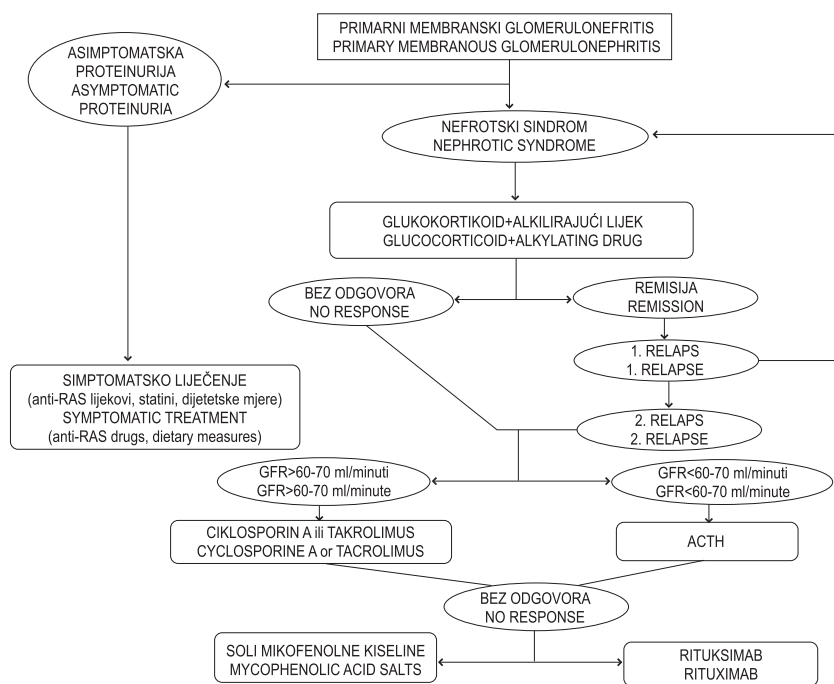 PRIMARNI MEMBRANSKI GLOMERULONEFRITIS
PRIMARY MEMBRANOUS GLOMERULONEPHRITIS
ASIMPTOMATSKA
PROTEINURIJA
ASYMPTOMATIC
PROTEINURIA
NEFROTSKI SINDROM
NEPHROTIC SYNDROME
GLUKOKORTIKOID+ALKILIRAJUĆI LIJEK
GLUCOCORTICOID+ALKYLATING DRUG
BEZ ODGOVORA
NO RESPONSE
REMISIJA
REMISSION
1. RELAPS
1. RELAPSE
SIMPTOMATSKO LIJEČENJE
(anti-RAS lijekovi, statini, dijetetske mjere)
SYMPTOMATIC TREATMENT
(anti-RAS drugs, dietary measures)
2. RELAPS
2. RELAPSE
GFR>60-70 ml/minuti
GFR>60-70 ml/minute
GFR<60-70 ml/minuti
GFR<60-70 ml/minute
CIKLOSPORIN A ili TAKROLIMUS
CYCLOSPORINE A or TACROLIMUS
ACTH
BEZ ODGOVORA
NO RESPONSE
SOLI MIKOFENOLNE KISELINE
MYCOPHENOLIC ACID SALTS
RITUKSIMAB
RITUXIMAB